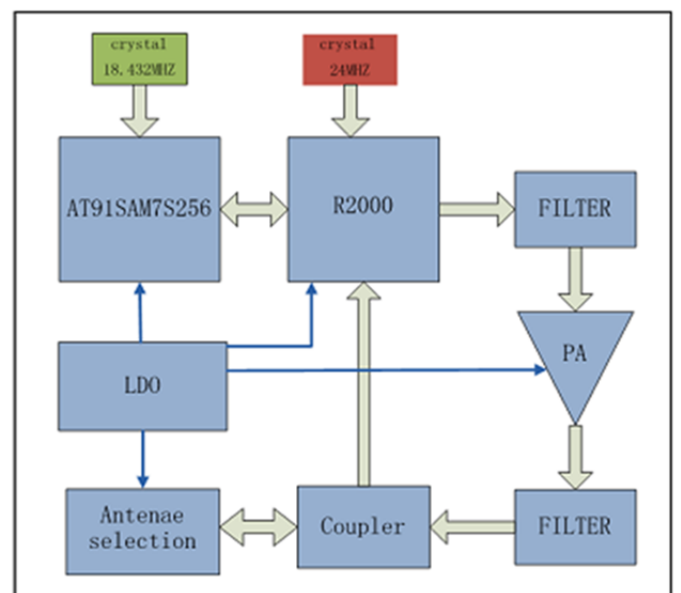 crystal
18.432MHZ
crystal
24MHZ
AT91SAM7S256
R2000
FILTER
PA
LDO
Antenae
selection
Coupler
FILTER